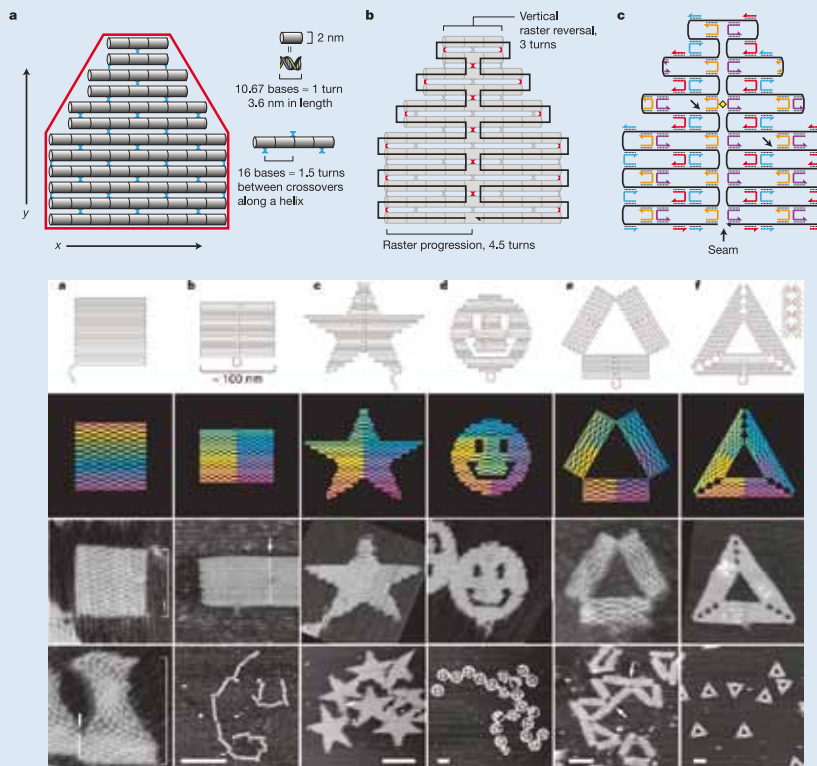 a
2 nm
10.67 bases ≈ 1 turn
3.6 nm in length
16 bases ≈ 1.5 turns
between crossovers
along a helix
y
x
b
Vertical
raster reversal,
3 turns
Raster progression, 4.5 turns
c
Seam
a
b
c
d
e
f
~ 100 nm